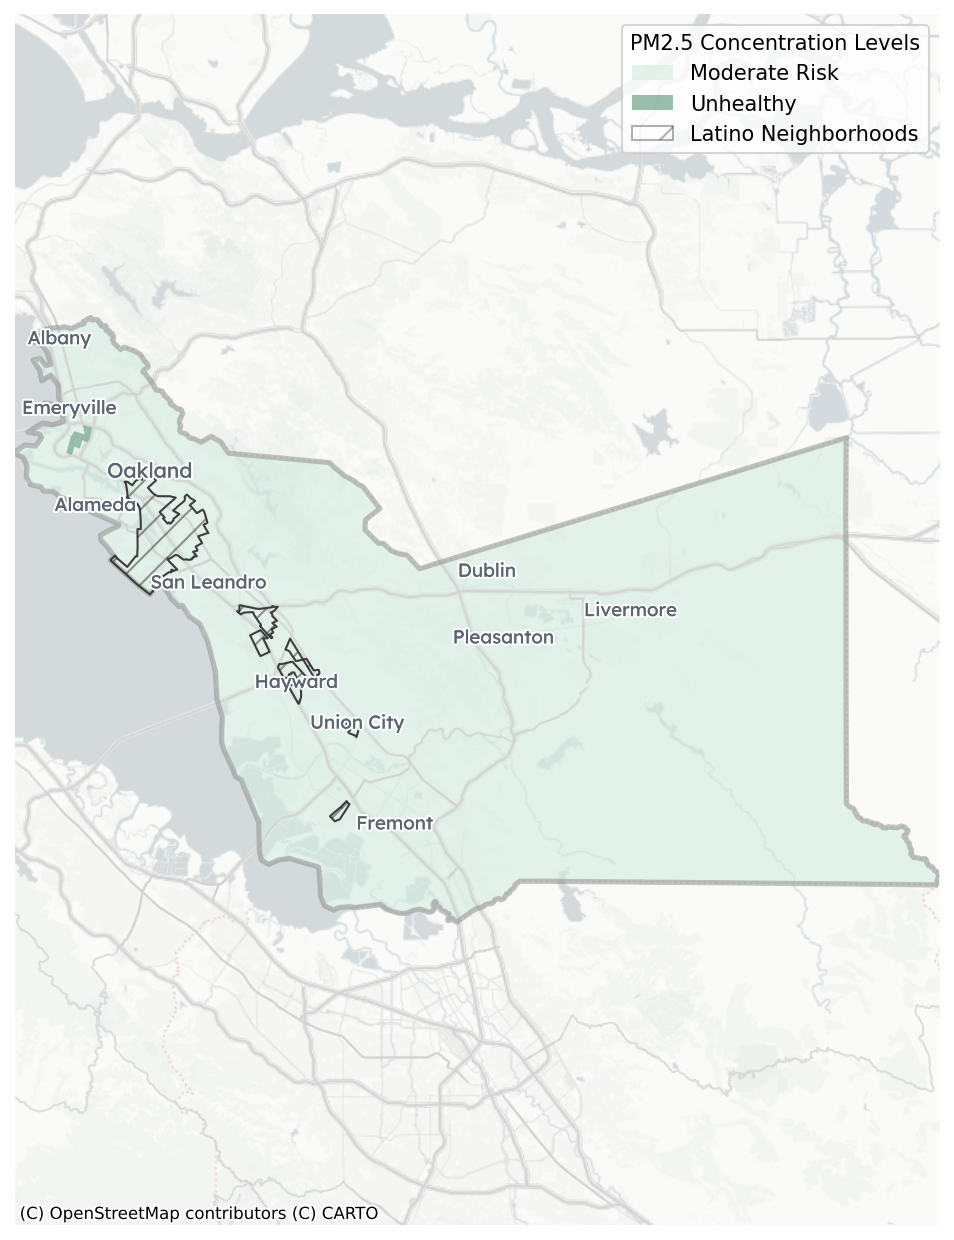 PM2.5 Concentration Levels
Moderate Risk
Unhealthy
Latino Neighborhoods
Albany
Emeryville
Oakland
Alameda
Dublin
San Leandro
Livermore
Pleasanton
Hayward
Union City
Fremont
(C) OpenStreetMap contributors (C) CARTO